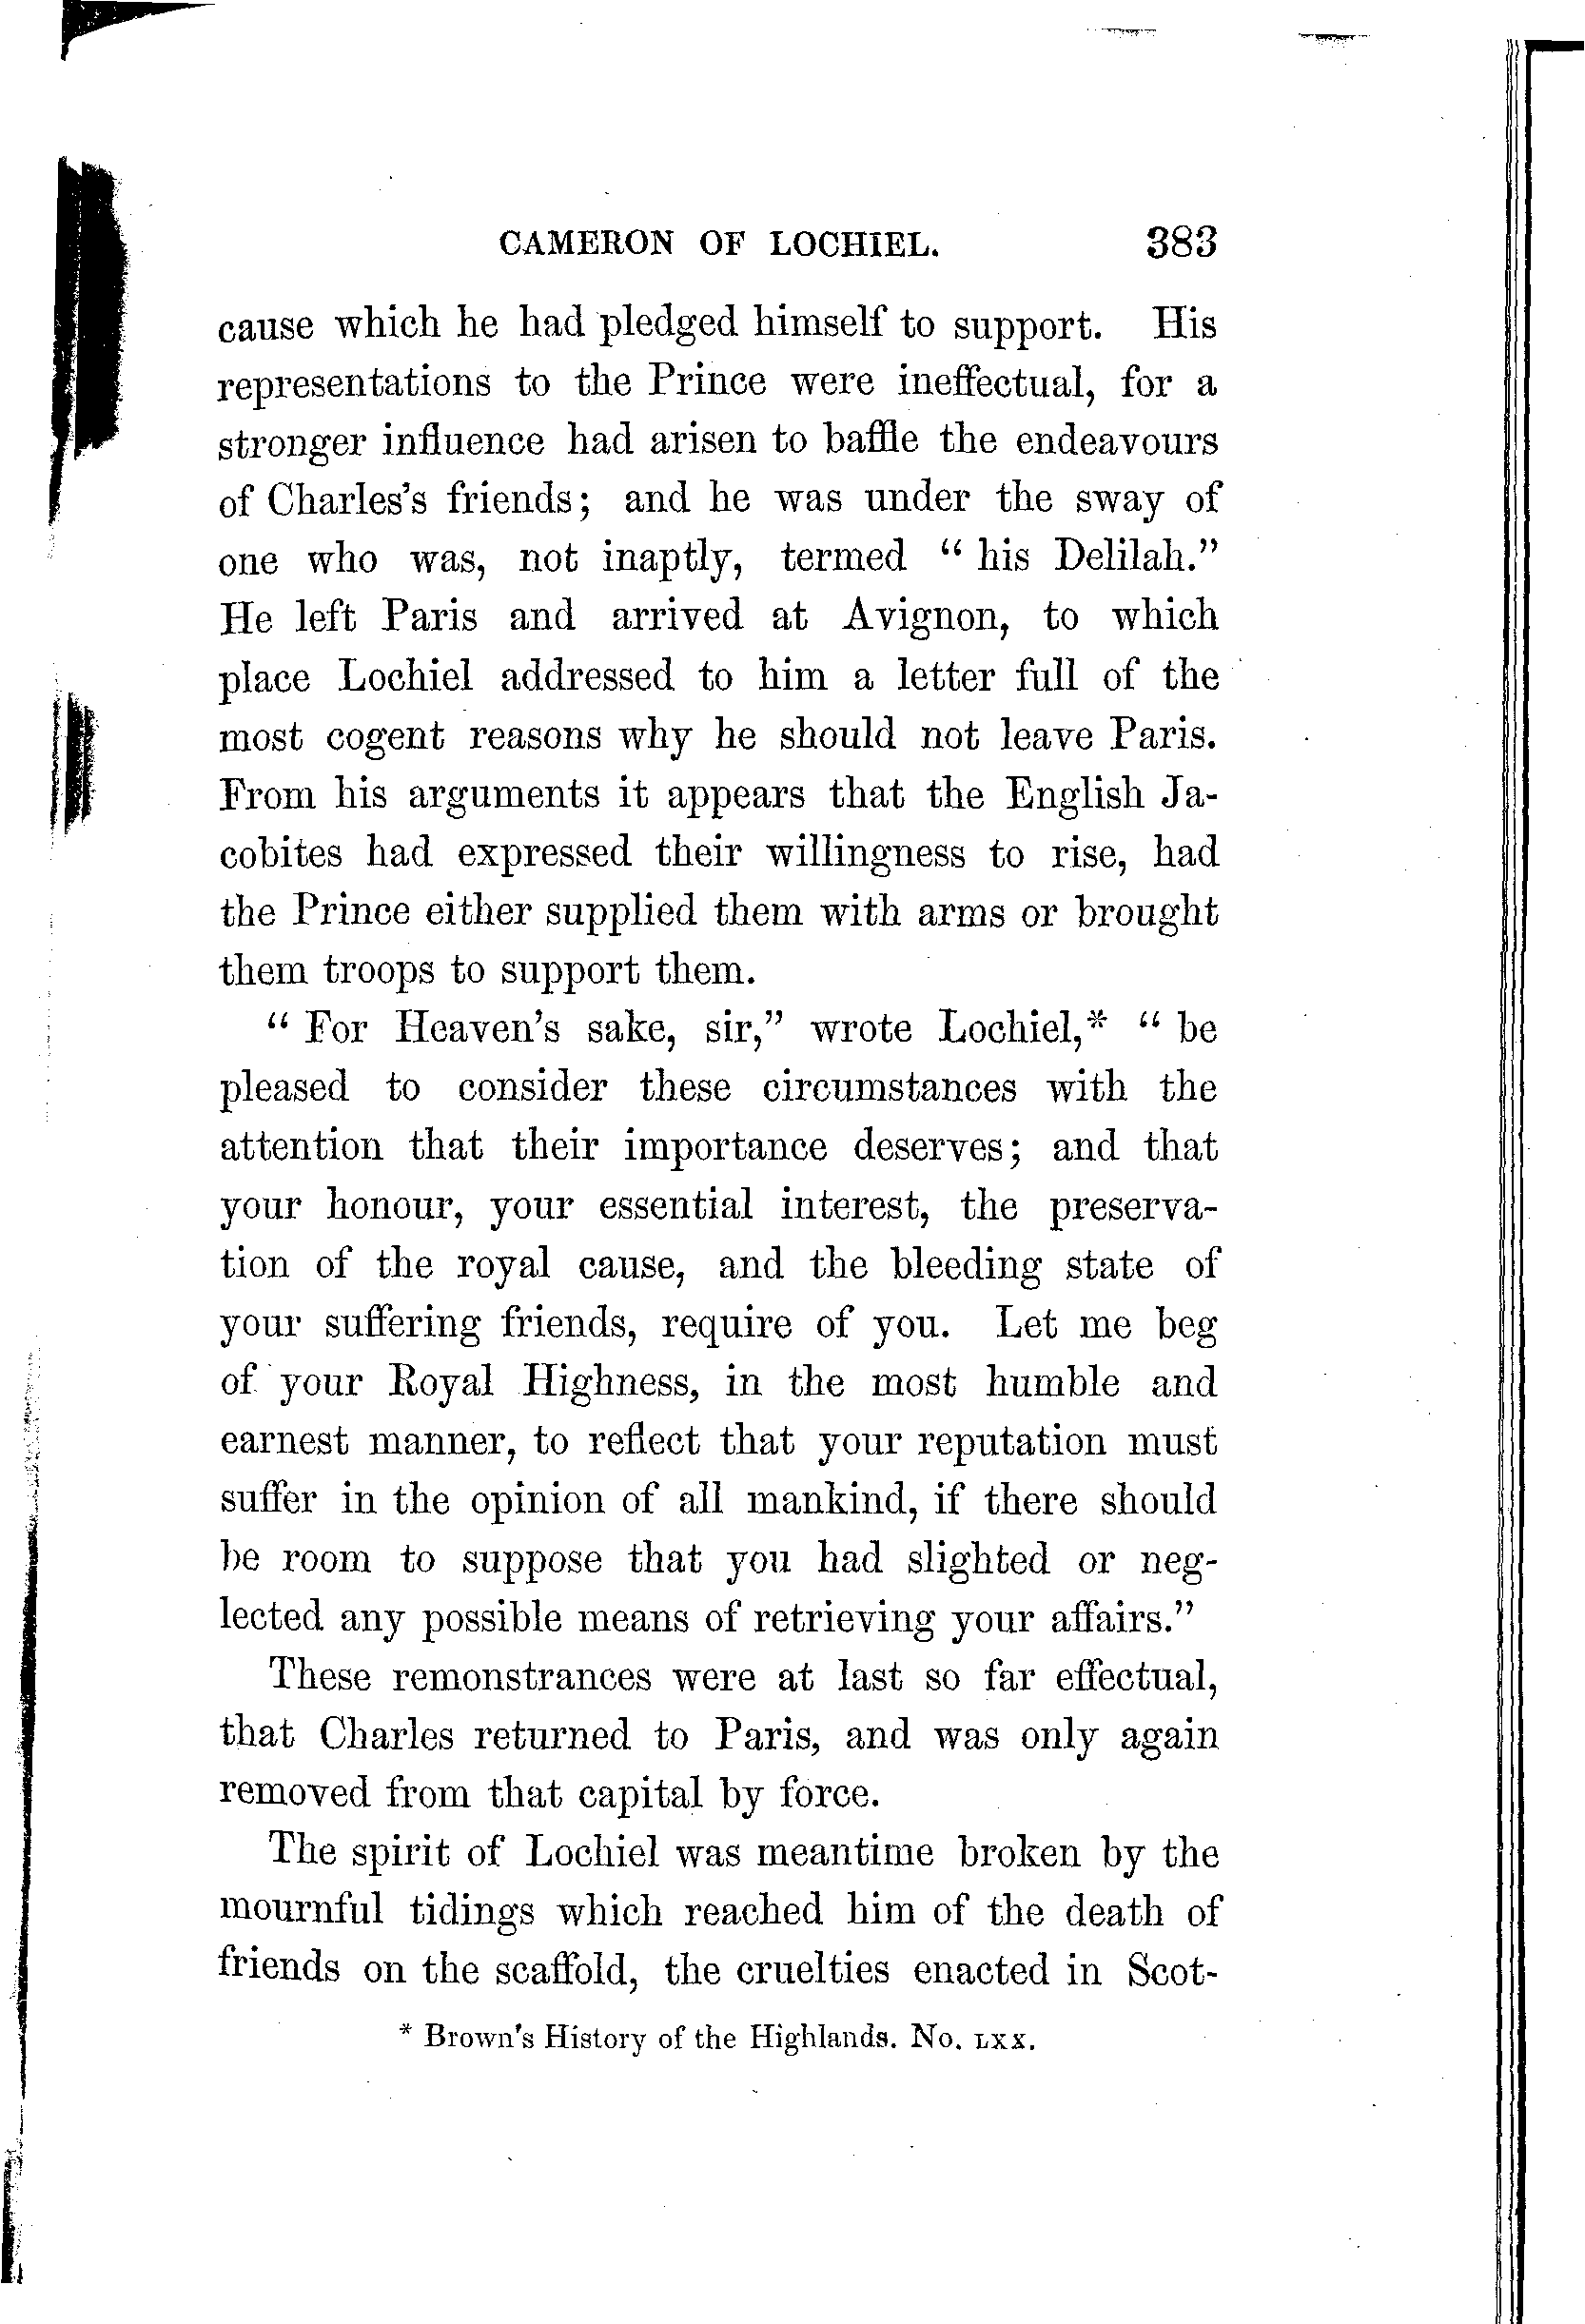 CAMERON OF LOCHIEL. 383
cause which he had pledged himself to support. His
representations to the Prince were ineffectual, for a
stronger influence had arisen to baffle the endeavours
of Charles's friends; and he was under the sway of
one who was, not inaptly, termed " his Delilah."
He left Paris and arrived at Avignon, to which
place Lochiel addressed to him a letter full of the
most cogent reasons why he should not leave Paris.
From his arguments it appears that the English Ja-
cobites had expressed their willingness to rise, had
the Prince either supplied them with arms or brought
them troops to support them.
" For Heaven's sake, sir," wrote Lochiel,* " be
pleased to consider these circumstances with the
attention that their importance deserves; and that
your honour, your essential interest, the preserva-
tion of the royal cause, and the bleeding state of
your suffering friends, require of you. Let me beg
of your Royal Highness, in the most humble and
earnest manner, to reflect that your reputation must
suffer in the opinion of all mankind, if there should
be room to suppose that you had slighted or neg-
lected any possible means of retrieving your affairs."
These remonstrances were at last so far effectual,
that Charles returned to Paris, and was only again
removed from that capital by force.
The spirit of Lochiel was meantime broken by the
mournful tidings which reached him of the death of
friends on the scaffold, the cruelties enacted in Scot-
* Brown's History of the Highlands. No. LXX.